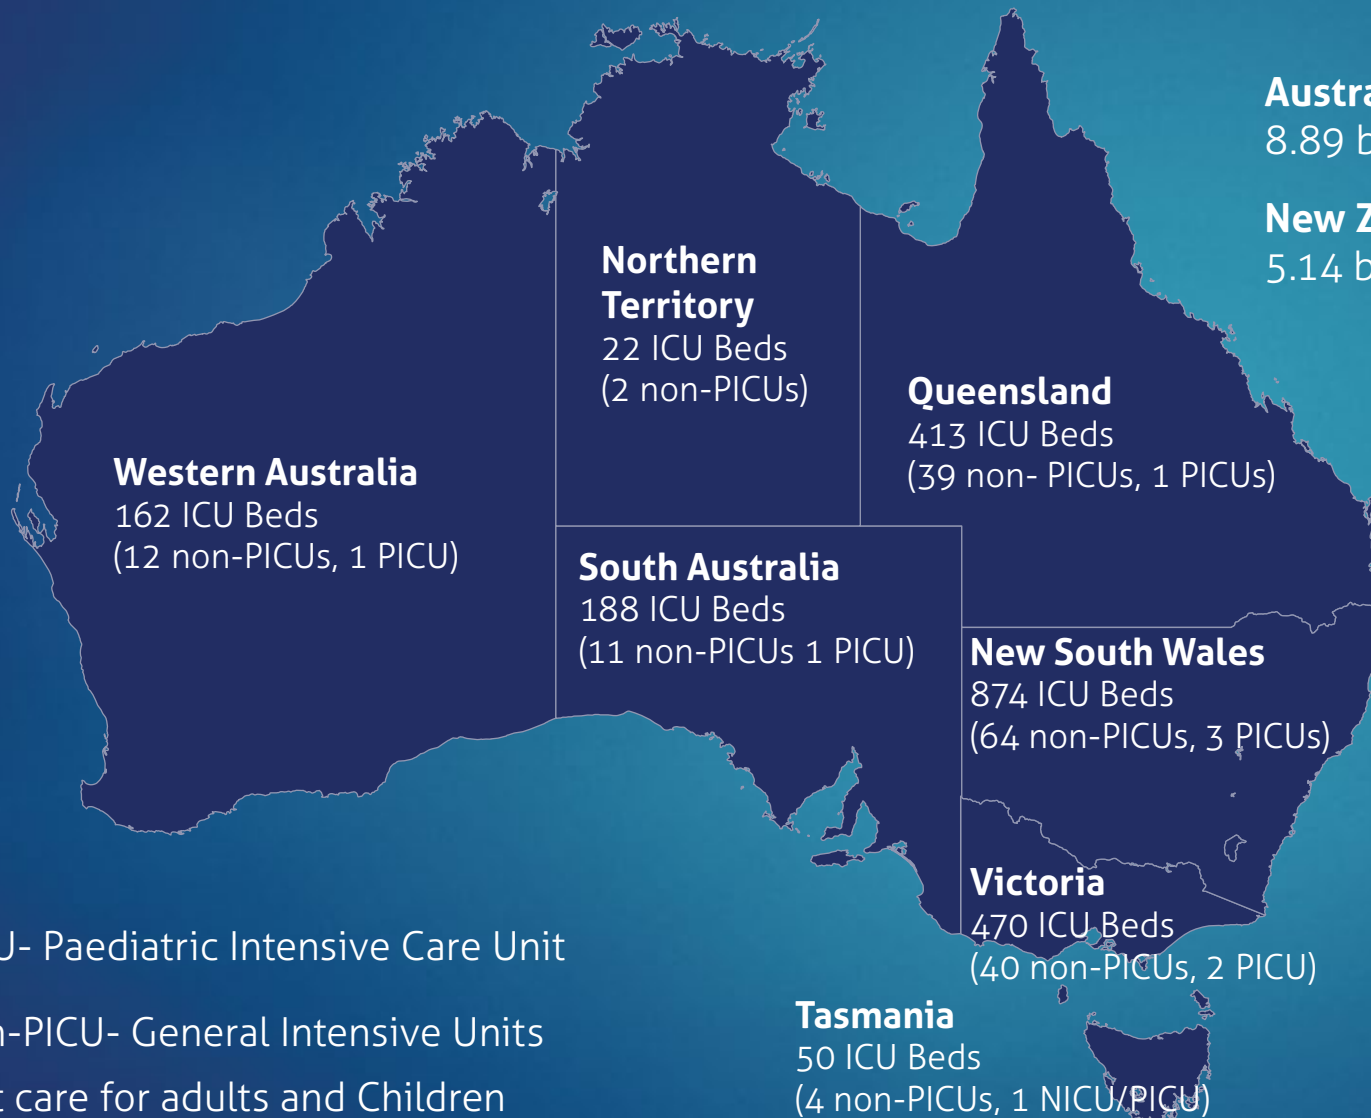 Austra
8.89 b
New Z
5.14 b
Northern
Territory
22 ICU Beds
(2 non-PICUs)
Queensland
413 ICU Beds
(39 non- PICUs, 1 PICUs)
Western Australia
162 ICU Beds
(12 non-PICUs, 1 PICU)
South Australia
188 ICU Beds
(11 non-PICUs 1 PICU)
New South Wales
874 ICU Beds
(64 non-PICUs, 3 PICUs)
Victoria
470 ICU Beds
(40 non-PICUs, 2 PICU)
Tasmania
50 ICU Beds
(4 non-PICUs, 1 NICU/PICU)
U- Paediatric Intensive Care Unit
n-PICU- General Intensive Units
t care for adults and Children